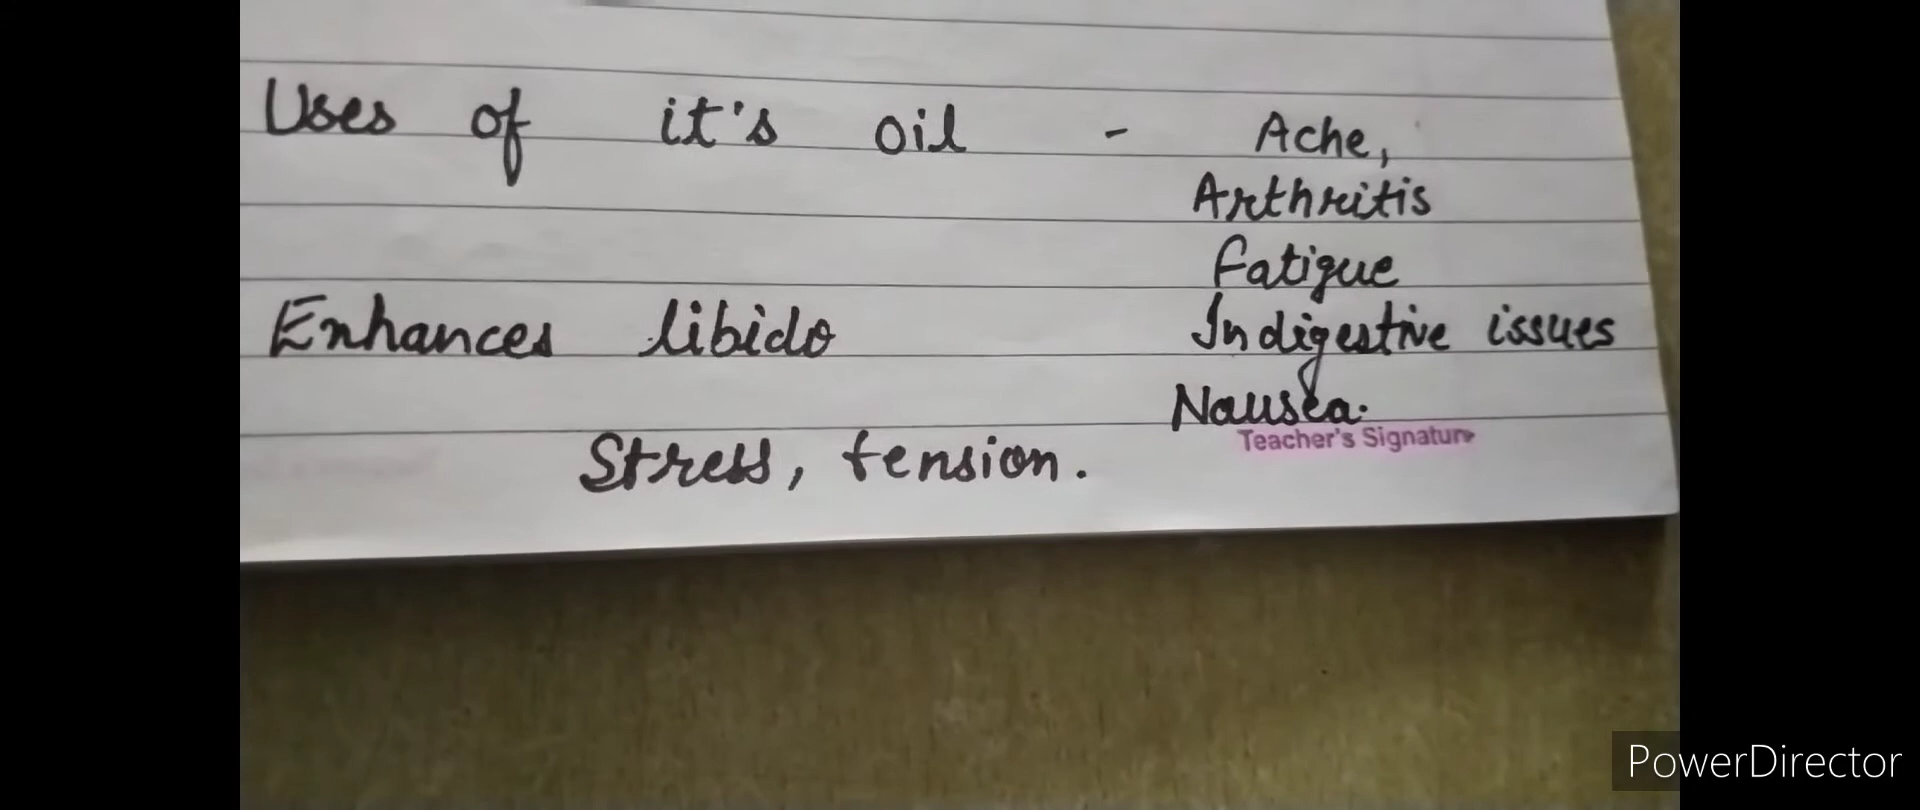 Uses of it's oil - Ache,
Arthritis
Fatigue
Enhances libido Indigestive issues
Nausea.
Teacher's Signature
Stress, tension.
PowerDirector